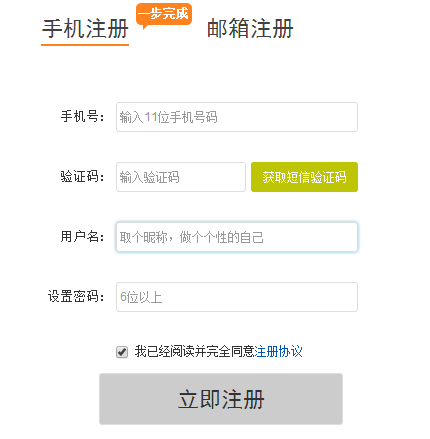 手机注册 一步完成 邮箱注册
手机号： 输入11位手机号码
验证码： 输入验证码 获取短信验证码
用户名： 取个昵称，做个个性的自己
设置密码： 6位以上
我已经阅读并完全同意注册协议
立即注册